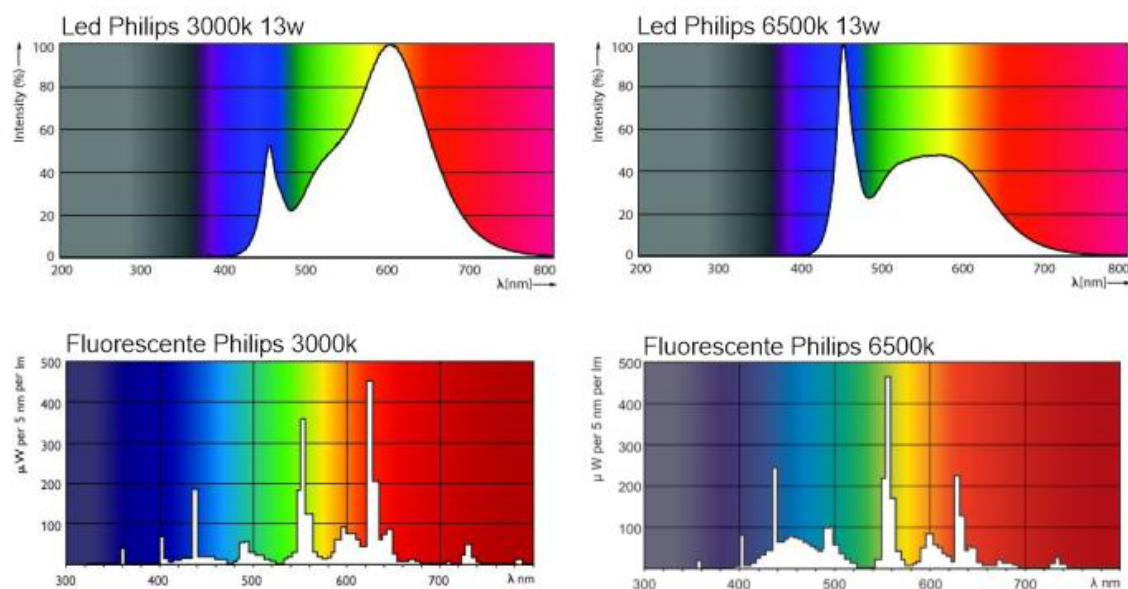 Led Philips 3000k 13w
Intensity (%)
100
80
60
40
20
0
200 300 400 500 600 700 800
λ[nm]
Led Philips 6500k 13w
Intensity (%)
100
80
60
40
20
0
200 300 400 500 600 700 800
λ[nm]
Fluorescente Philips 3000k
µ W per 5 nm per lm
500
400
300
200
100
300 400 500 600 700 λ nm
Fluorescente Philips 6500k
µ W per 5 nm per lm
500
400
300
200
100
300 400 500 600 700 λ nm